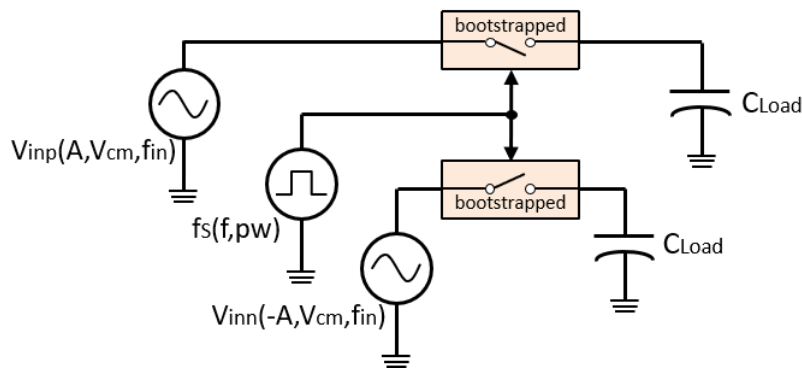 bootstrapped
CLoad
Vinp(A,Vcm,fin)
bootstrapped
fS(f,pw)
CLoad
Vinn(-A,Vcm,fin)